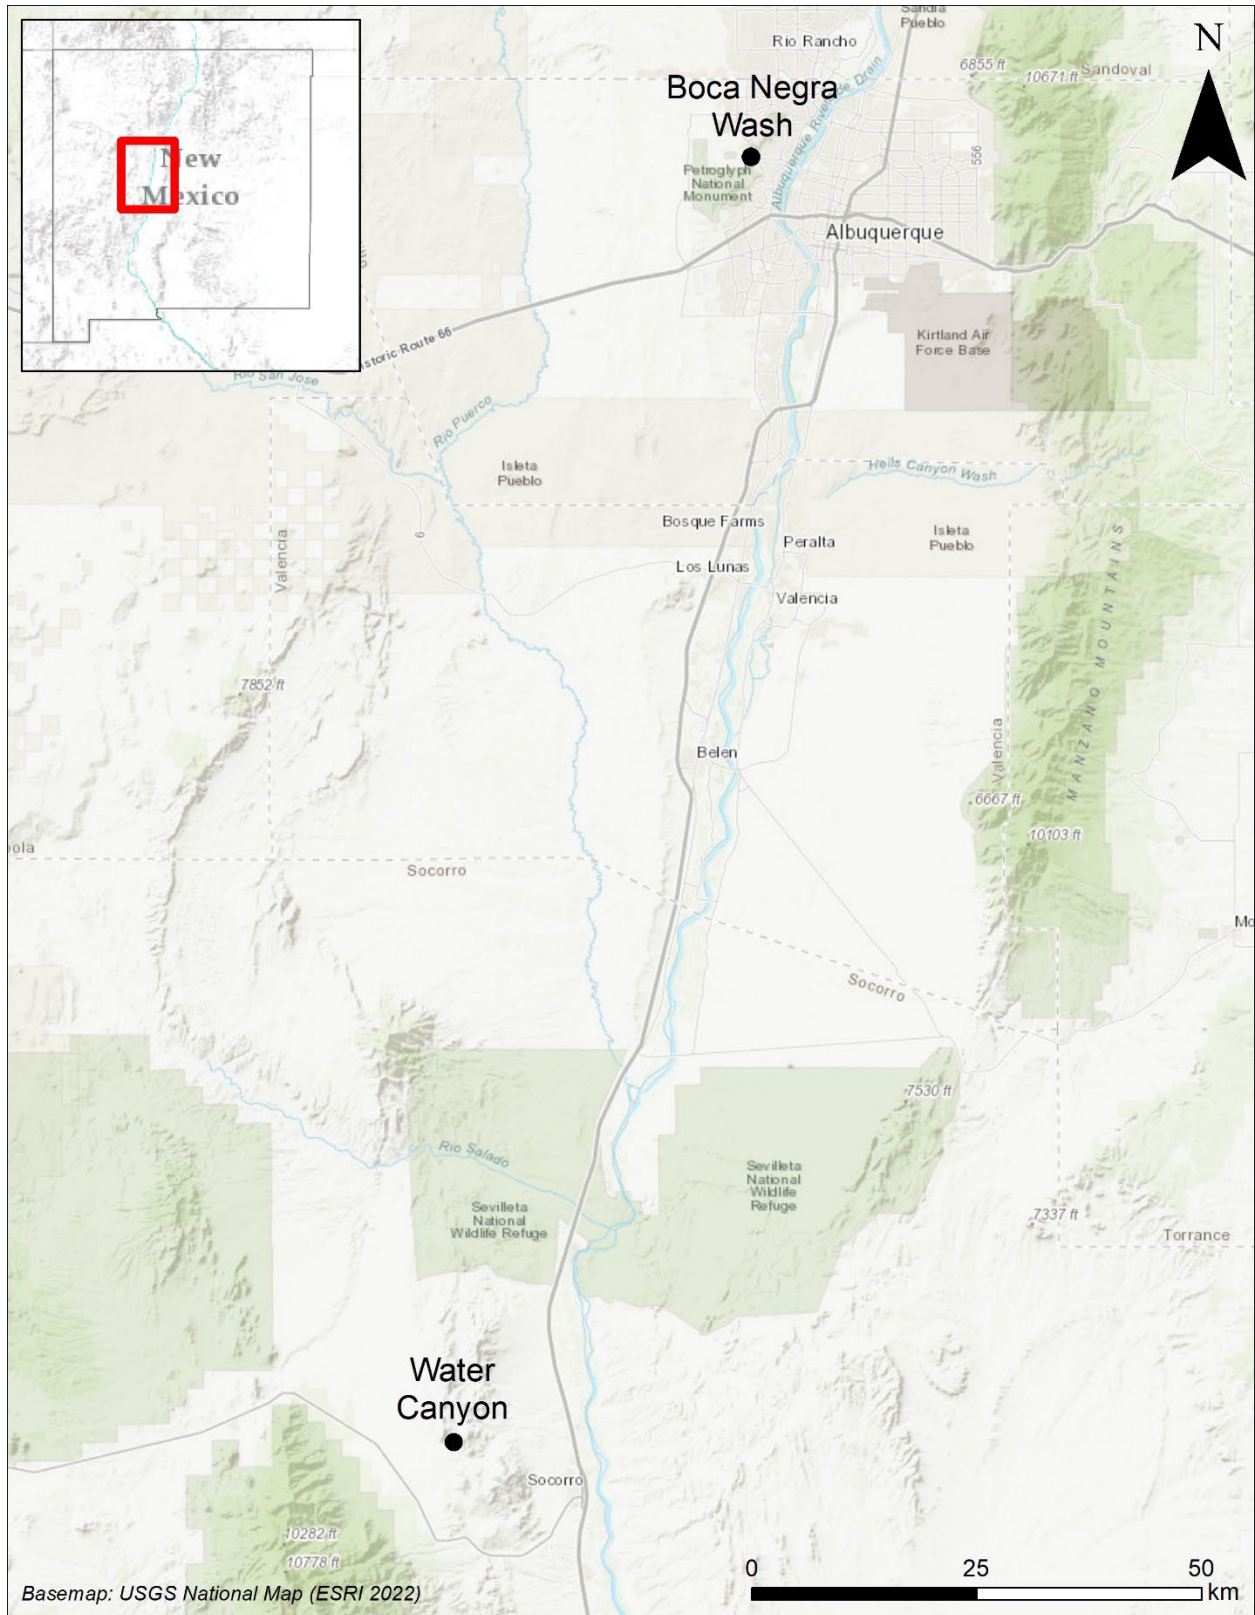 Sandia
Pueblo
Rio Rancho
N
6855 ft
10671 ft
Sandoval
Boca Negra
Wash
Albuquerque Riverside Drain
556
New
Mexico
Petroglyph
National
Monument
Albuquerque
Kirtland Air
Force Base
Historic Route 66
Rio San Jose
Rio Puerco
Isleta
Pueblo
Hells Canyon Wash
Bosque Farms
Isleta
Pueblo
6
Valencia
Peralta
Los Lunas
Valencia
MANZANO MOUNTAINS
7852 ft
Belen
Valencia
6667 ft
10103 ft
Socorro
Socorro
7530 ft
Rio Salado
Sevilleta
National
Wildlife
Refuge
Sevilleta
National
Wildlife Refuge
7337 ft
Torrance
Water
Canyon
Socorro
10282 ft
10778 ft
0 25 50
km
Basemap: USGS National Map (ESRI 2022)